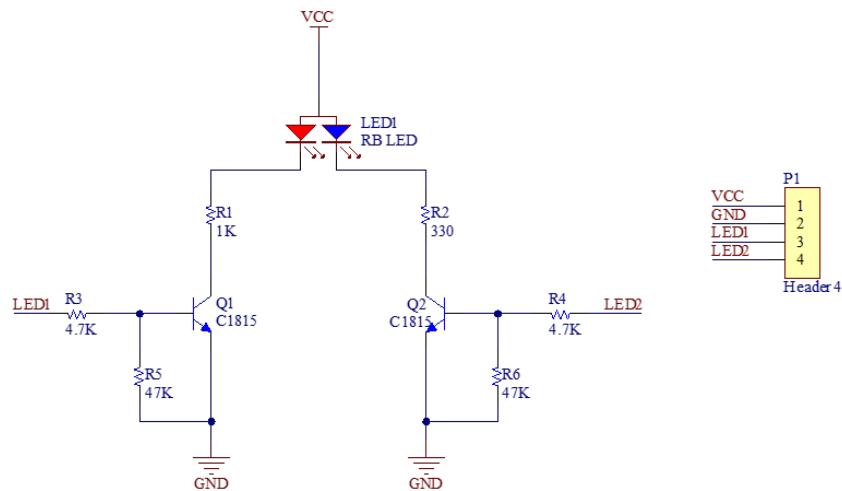 VCC
LED1
RB LED
R1
1K
R2
330
P1
VCC 1
GND 2
LED1 3
LED2 4
Header 4
LED1
R3
4.7K
Q1
C1815
Q2
C1815
R4
4.7K
LED2
R5
47K
R6
47K
GND
GND